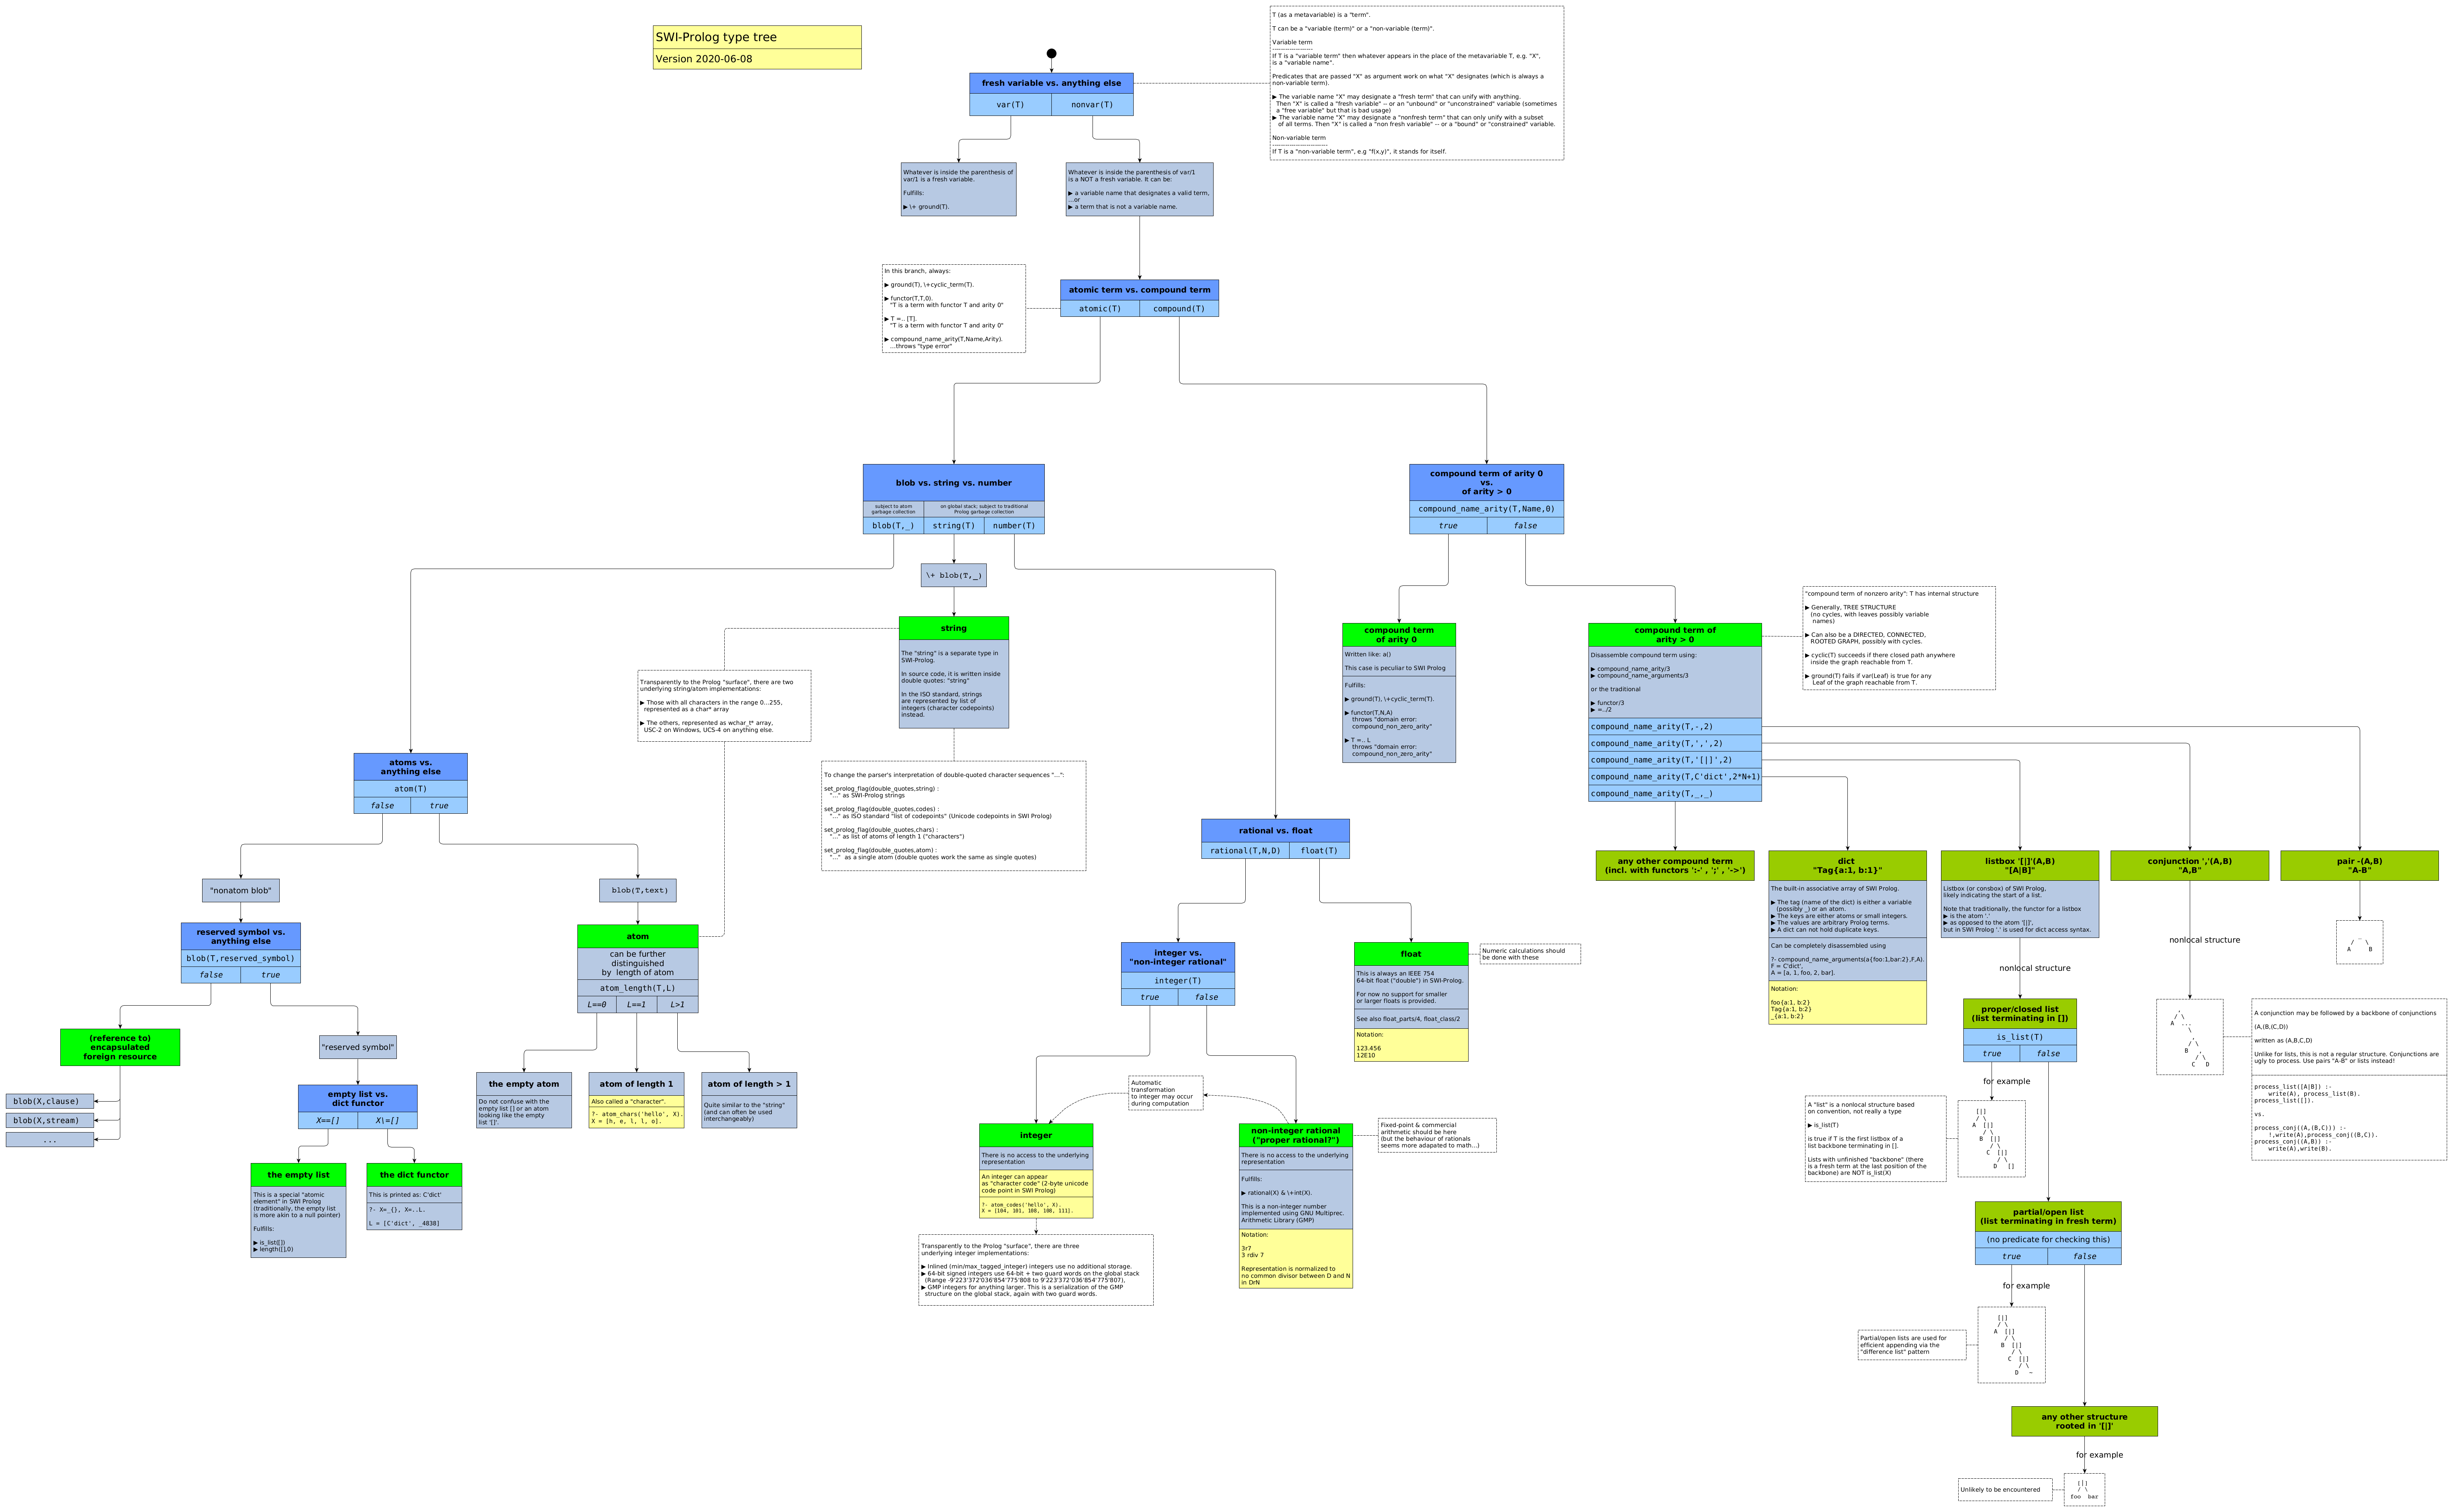 SWI-Prolog type tree
Version 2020-06-08
T (as a metavariable) is a "term".
T can be a "variable (term)" or a "non-variable (term)".
Variable term
--------------------
If T is a "variable term" then whatever appears in the place of the metavariable T, e.g. "X",
is a "variable name".
Predicates that are passed "X" as argument work on what "X" designates (which is always a
non-variable term).
▶ The variable name "X" may designate a "fresh term" that can unify with anything.
Then "X" is called a "fresh variable" -- or an "unbound" or "unconstrained" variable (sometimes
a "free variable" but that is bad usage)
▶ The variable name "X" may designate a "nonfresh term" that can only unify with a subset
of all terms. Then "X" is called a "non fresh variable" -- or a "bound" or "constrained" variable.
Non-variable term
---------------------------
If T is a "non-variable term", e.g "f(x,y)", it stands for itself.
fresh variable vs. anything else
var(T)
nonvar(T)
Whatever is inside the parenthesis of
var/1 is a fresh variable.
Fulfills:
▶ \+ ground(T).
Whatever is inside the parenthesis of var/1
is a NOT a fresh variable. It can be:
▶ a variable name that designates a valid term,
...or
▶ a term that is not a variable name.
In this branch, always:
▶ ground(T), \+cyclic_term(T).
▶ functor(T,T,0).
"T is a term with functor T and arity 0"
▶ T =.. [T].
"T is a term with functor T and arity 0"
▶ compound_name_arity(T,Name,Arity).
...throws "type error"
atomic term vs. compound term
atomic(T)
compound(T)
blob vs. string vs. number
subject to atom
garbage collection
on global stack: subject to traditional
Prolog garbage collection
blob(T,_)
string(T)
number(T)
compound term of arity 0
vs.
of arity > 0
compound_name_arity(T,Name,0)
true
false
\+ blob(T,_)
string
The "string" is a separate type in
SWI-Prolog.
In source code, it is written inside
double quotes: "string"
In the ISO standard, strings
are represented by list of
integers (character codepoints)
instead.
Transparently to the Prolog "surface", there are two
underlying string/atom implementations:
▶ Those with all characters in the range 0...255,
represented as a char* array
▶ The others, represented as wchar_t* array,
USC-2 on Windows, UCS-4 on anything else.
To change the parser's interpretation of double-quoted character sequences "...":
set_prolog_flag(double_quotes,string) :
"..." as SWI-Prolog strings
set_prolog_flag(double_quotes,codes) :
"..." as ISO standard "list of codepoints" (Unicode codepoints in SWI Prolog)
set_prolog_flag(double_quotes,chars) :
"..." as list of atoms of length 1 ("characters")
set_prolog_flag(double_quotes,atom) :
"..." as a single atom (double quotes work the same as single quotes)
compound term
of arity 0
Written like: a()
This case is peculiar to SWI Prolog
Fulfills:
▶ ground(T), \+cyclic_term(T).
▶ functor(T,N,A)
throws "domain error:
compound_non_zero_arity"
▶ T =.. L
throws "domain error:
compound_non_zero_arity"
compound term of
arity > 0
Disassemble compound term using:
▶ compound_name_arity/3
▶ compound_name_arguments/3
or the traditional
▶ functor/3
▶ =../2
compound_name_arity(T,-,2)
compound_name_arity(T,',',2)
compound_name_arity(T,'[|]',2)
compound_name_arity(T,C'dict',2*N+1)
compound_name_arity(T,_,_)
"compound term of nonzero arity": T has internal structure
▶ Generally, TREE STRUCTURE
(no cycles, with leaves possibly variable
names)
▶ Can also be a DIRECTED, CONNECTED,
ROOTED GRAPH, possibly with cycles.
▶ cyclic(T) succeeds if there closed path anywhere
inside the graph reachable from T.
▶ ground(T) fails if var(Leaf) is true for any
Leaf of the graph reachable from T.
atoms vs.
anything else
atom(T)
false
true
"nonatom blob"
blob(T,text)
reserved symbol vs.
anything else
blob(T,reserved_symbol)
false
true
(reference to)
encapsulated
foreign resource
blob(X,clause)
blob(X,stream)
...
"reserved symbol"
empty list vs.
dict functor
X==[]
X\=[]
the empty list
This is a special "atomic
element" in SWI Prolog
(traditionally, the empty list
is more akin to a null pointer)
Fulfills:
▶ is_list([])
▶ length([],0)
the dict functor
This is printed as: C'dict'
?- X=_{}, X=..L.
L = [C'dict', _4838]
atom
can be further
distinguished
by length of atom
atom_length(T,L)
L==0
L==1
L>1
the empty atom
Do not confuse with the
empty list [] or an atom
looking like the empty
list '[]'.
atom of length 1
Also called a "character".
?- atom_chars('hello', X).
X = [h, e, l, l, o].
atom of length > 1
Quite similar to the "string"
(and can often be used
interchangeably)
rational vs. float
rational(T,N,D)
float(T)
integer vs.
"non-integer rational"
integer(T)
true
false
float
This is always an IEEE 754
64-bit float ("double") in SWI-Prolog.
For now no support for smaller
or larger floats is provided.
See also float_parts/4, float_class/2
Notation:
123.456
12E10
Numeric calculations should
be done with these
Automatic
transformation
to integer may occur
during computation
integer
There is no access to the underlying
representation
An integer can appear
as "character code" (2-byte unicode
code point in SWI Prolog)
?- atom_codes('hello', X).
X = [104, 101, 108, 108, 111].
Transparently to the Prolog "surface", there are three
underlying integer implementations:
▶ Inlined (min/max_tagged_integer) integers use no additional storage.
▶ 64-bit signed integers use 64-bit + two guard words on the global stack
(Range -9'223'372'036'854'775'808 to 9'223'372'036'854'775'807),
▶ GMP integers for anything larger. This is a serialization of the GMP
structure on the global stack, again with two guard words.
non-integer rational
("proper rational?")
There is no access to the underlying
representation
Fulfills:
▶ rational(X) & \+int(X).
This is a non-integer number
implemented using GNU Multiprec.
Arithmetic Library (GMP)
Notation:
3r7
3 rdiv 7
Representation is normalized to
no common divisor between D and N
in DrN
Fixed-point & commercial
arithmetic should be here
(but the behaviour of rationals
seems more adapated to math...)
any other compound term
(incl. with functors ':-' , ';' , '->')
dict
"Tag{a:1, b:1}"
The built-in associative array of SWI Prolog.
▶ The tag (name of the dict) is either a variable
(possibly _) or an atom.
▶ The keys are either atoms or small integers.
▶ The values are arbitrary Prolog terms.
▶ A dict can not hold duplicate keys.
Can be completely disassembled using
?- compound_name_arguments(a{foo:1,bar:2},F,A).
F = C'dict',
A = [a, 1, foo, 2, bar].
Notation:
foo{a:1, b:2}
Tag{a:1, b:2}
_{a:1, b:2}
listbox '[|]'(A,B)
"[A|B]"
Listbox (or consbox) of SWI Prolog,
likely indicating the start of a list.
Note that traditionally, the functor for a listbox
▶ is the atom '.'
▶ as opposed to the atom '[|]',
but in SWI Prolog '.' is used for dict access syntax.
nonlocal structure
conjunction ','(A,B)
"A,B"
nonlocal structure
pair -(A,B)
"A-B"
-
/ \
A B
,
/ \
A ...
,
\
/ \
B ,
/ \
C D
A conjunction may be followed by a backbone of conjunctions
(A,(B,(C,D))
written as (A,B,C,D)
Unlike for lists, this is not a regular structure. Conjunctions are
ugly to process. Use pairs "A-B" or lists instead!
process_list([A|B]) :-
write(A), process_list(B).
process_list([]).
vs.
process_conj((A,(B,C))) :-
!,write(A),process_conj((B,C)).
process_conj((A,B)) :-
write(A),write(B).
proper/closed list
(list terminating in [])
is_list(T)
true
false
for example
[|]
/ \
A [|]
/ \
B [|]
/ \
C [|]
/ \
D []
A "list" is a nonlocal structure based
on convention, not really a type
▶ is_list(T)
is true if T is the first listbox of a
list backbone terminating in [].
Lists with unfinished "backbone" (there
is a fresh term at the last position of the
backbone) are NOT is_list(X)
partial/open list
(list terminating in fresh term)
(no predicate for checking this)
true
false
for example
[|]
/ \
A [|]
/ \
B [|]
/ \
C [|]
/ \
D ~
Partial/open lists are used for
efficient appending via the
"difference list" pattern
any other structure
rooted in '[|]'
for example
[|]
/ \
foo bar
Unlikely to be encountered